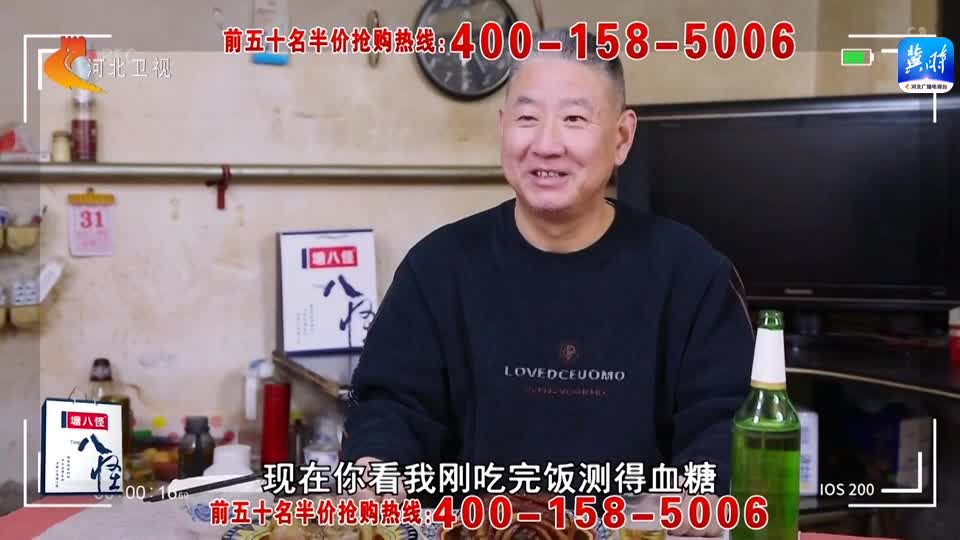 前五十名半价抢购热线:400-158-5006
河北卫视
冀时
河北广播电视台
31
塘八怪
八怪
LOVEDCEUOMO
塘八怪
八怪
00:16
IOS 200
现在你看我刚吃完饭测得血糖
前五十名半价抢购热线:400-158-5006